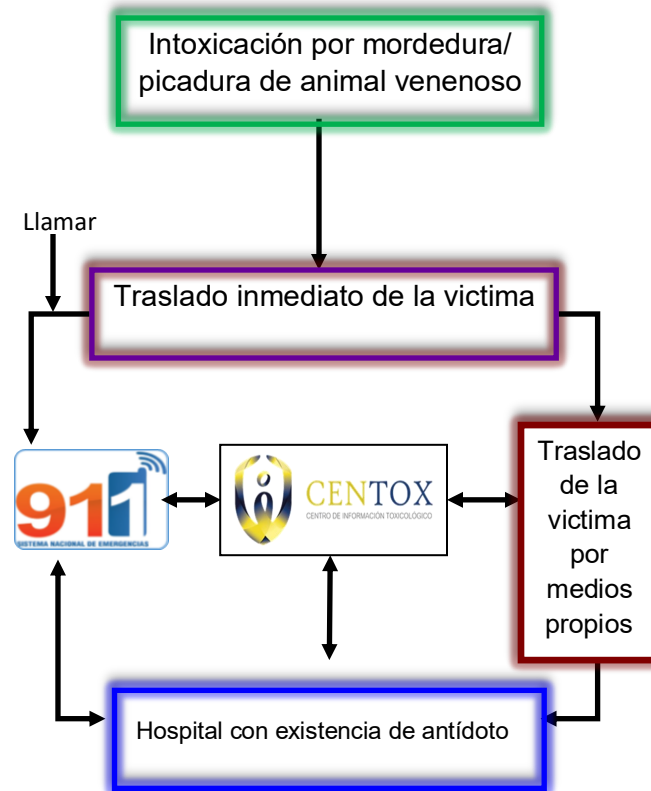 Intoxicación por mordedura/
picadura de animal venenoso
Llamar
Traslado inmediato de la victima
911
SISTEMA NACIONAL DE EMERGENCIAS
CENTOX
CENTRO DE INFORMACIÓN TOXICOLÓGICO
Traslado
de la
victima
por
medios
propios
Hospital con existencia de antídoto